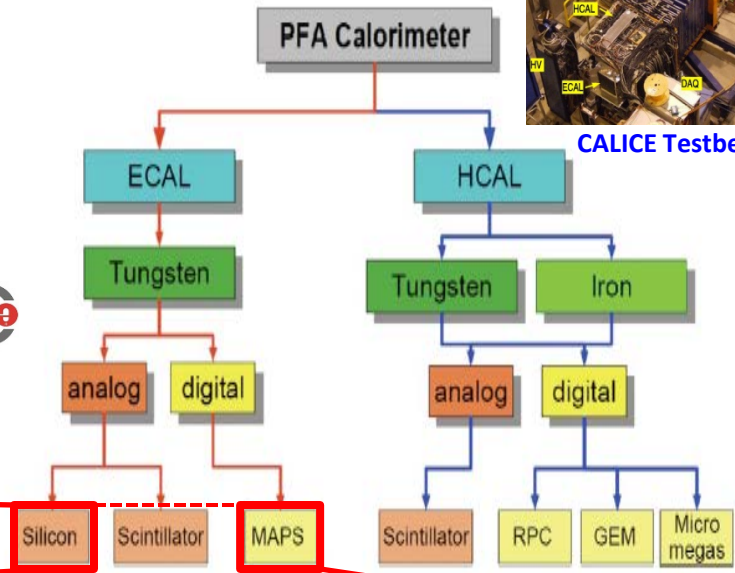 PFA Calorimeter
HCAL
HV
ECAL
DAQ
CALICE Testbe
ECAL
HCAL
Tungsten
Tungsten
Iron
analog
digital
analog
digital
Silicon
Scintillator
MAPS
Scintillator
RPC
GEM
Micro
megas